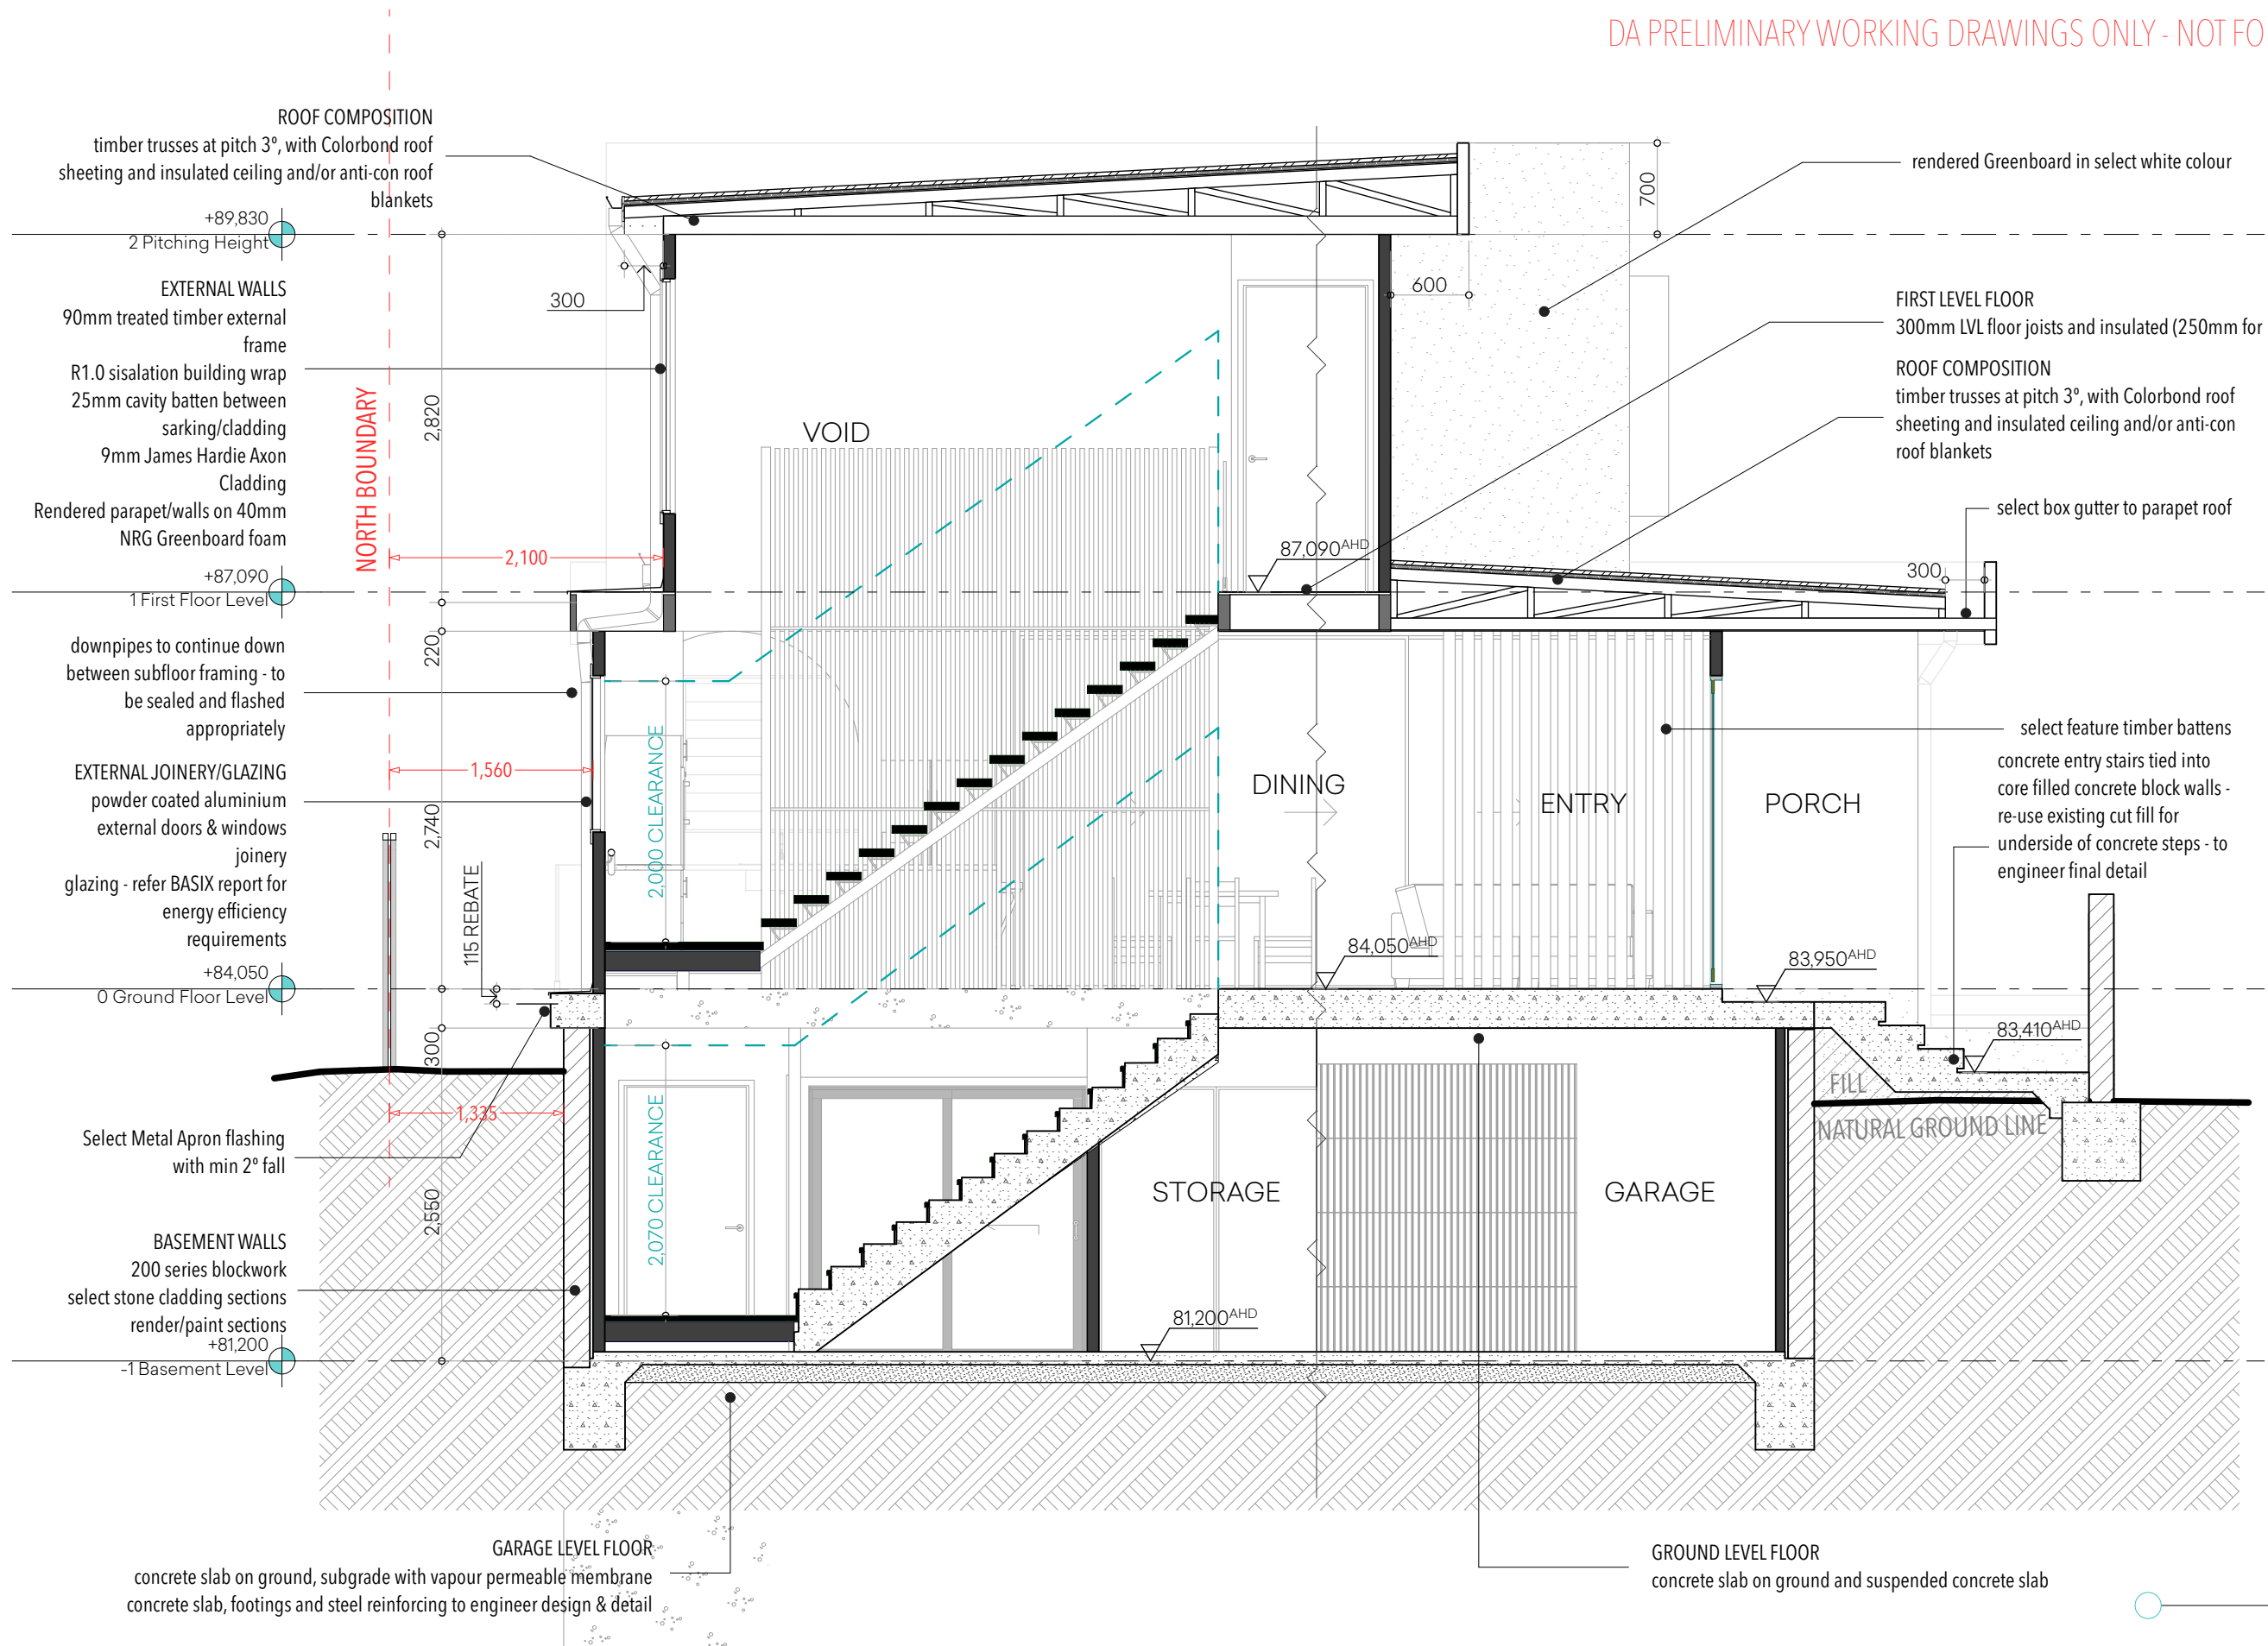 DA PRELIMINARY WORKING DRAWINGS ONLY - NOT FO
ROOF COMPOSITION
timber trusses at pitch 3°, with Colorbond roof
sheeting and insulated ceiling and/or anti-con roof
blankets
+89,830
2 Pitching Height
EXTERNAL WALLS
90mm treated timber external
frame
R1.0 sisalation building wrap
25mm cavity batten between
sarking/cladding
9mm James Hardie Axon
Cladding
Rendered parapet/walls on 40mm
NRG Greenboard foam
+87,090
1 First Floor Level
downpipes to continue down
between subfloor framing - to
be sealed and flashed
appropriately
EXTERNAL JOINERY/GLAZING
powder coated aluminium
external doors & windows
joinery
glazing - refer BASIX report for
energy efficiency
requirements
+84,050
0 Ground Floor Level
Select Metal Apron flashing
with min 2° fall
BASEMENT WALLS
200 series blockwork
select stone cladding sections
render/paint sections
+81,200
-1 Basement Level
NORTH BOUNDARY
2,820
220
2,740
300
2,550
115 REBATE
2,100
1,560
1,335
300
VOID
2,000 CLEARANCE
2,070 CLEARANCE
600
700
87,090 AHD
300
DINING
ENTRY
PORCH
84,050 AHD
83,950 AHD
83,410 AHD
FILL
NATURAL GROUND LINE
STORAGE
GARAGE
81,200 AHD
rendered Greenboard in select white colour
FIRST LEVEL FLOOR
300mm LVL floor joists and insulated (250mm for
ROOF COMPOSITION
timber trusses at pitch 3°, with Colorbond roof
sheeting and insulated ceiling and/or anti-con
roof blankets
select box gutter to parapet roof
select feature timber battens
concrete entry stairs tied into
core filled concrete block walls -
re-use existing cut fill for
underside of concrete steps - to
engineer final detail
GARAGE LEVEL FLOOR
concrete slab on ground, subgrade with vapour permeable membrane
concrete slab, footings and steel reinforcing to engineer design & detail
GROUND LEVEL FLOOR
concrete slab on ground and suspended concrete slab